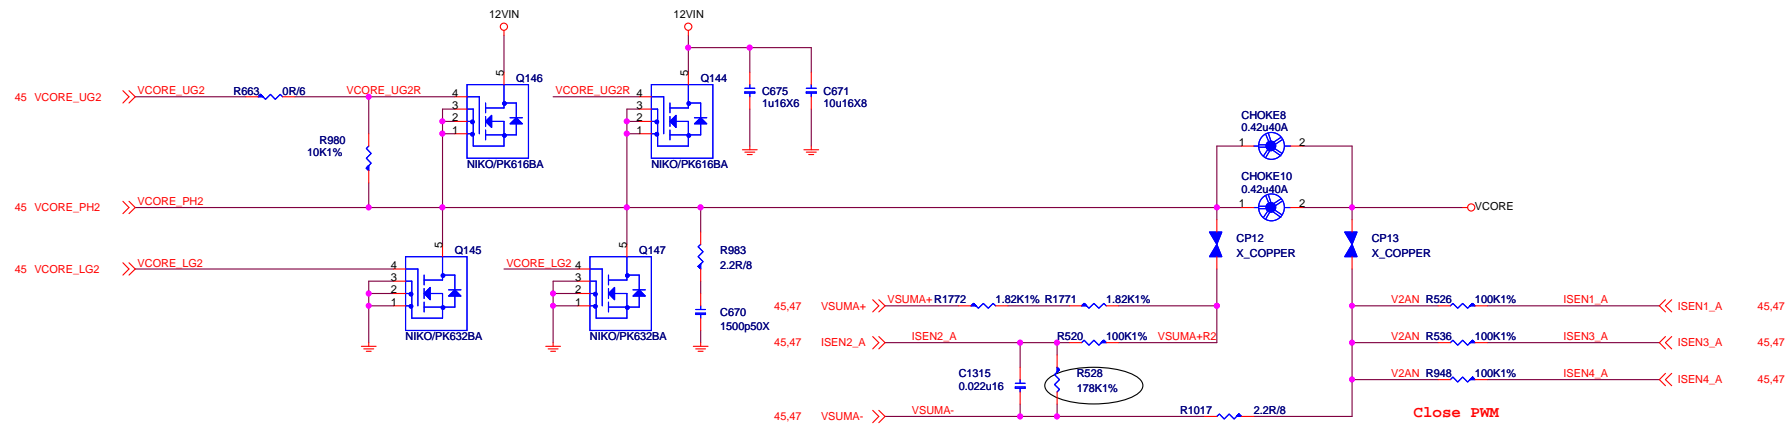 12VIN 12VIN
5 5
Q146 Q144
45 VCORE_UG2 VCORE_UG2 R663 0R/6 VCORE_UG2R 4 VCORE_UG2R 4 C675 C671
3 3 1u16X6 10u16X8
2 2
1 1
R980
10K1%
NIKO/PK616BA NIKO/PK616BA
CHOKE8
0.42u40A
1 2
CHOKE10
0.42u40A
45 VCORE_PH2 VCORE_PH2 1 2 VCORE
5 5
Q145 Q147 R983 CP12 CP13
2.2R/8 X_COPPER X_COPPER
45 VCORE_LG2 VCORE_LG2 4 VCORE_LG2 4
3 3
2 2
1 1
C670
1500p50X
NIKO/PK632BA NIKO/PK632BA
45,47 VSUMA+ VSUMA+ R1772 1.82K1% R1771 1.82K1% V2AN R526 100K1% ISEN1_A ISEN1_A 45,47
45,47 ISEN2_A ISEN2_A R520 100K1% VSUMA+R2 V2AN R536 100K1% ISEN3_A ISEN3_A 45,47
C1315 R528 V2AN R948 100K1% ISEN4_A ISEN4_A 45,47
0.022u16 178K1%
45,47 VSUMA- VSUMA- R1017 2.2R/8 Close PWM